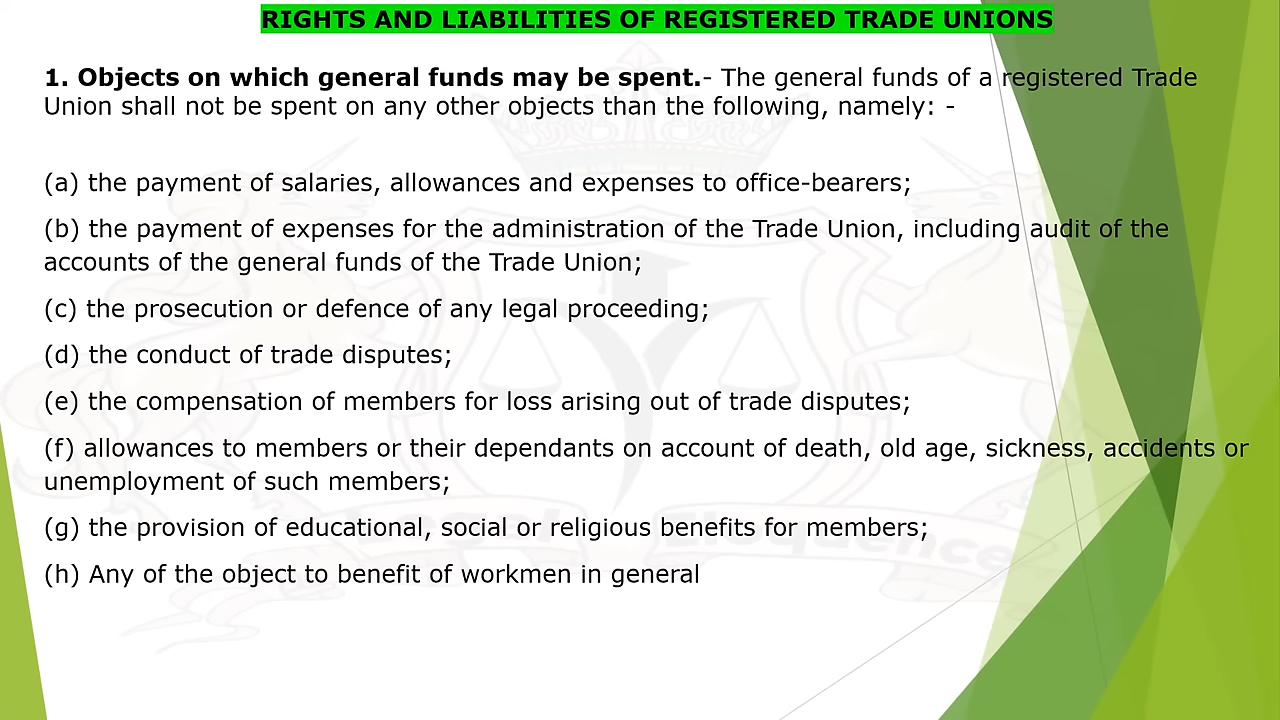 RIGHTS AND LIABILITIES OF REGISTERED TRADE UNIONS
1. Objects on which general funds may be spent.- The general funds of a registered Trade
Union shall not be spent on any other objects than the following, namely: -
(a) the payment of salaries, allowances and expenses to office-bearers;
(b) the payment of expenses for the administration of the Trade Union, including audit of the
accounts of the general funds of the Trade Union;
(c) the prosecution or defence of any legal proceeding;
(d) the conduct of trade disputes;
(e) the compensation of members for loss arising out of trade disputes;
(f) allowances to members or their dependants on account of death, old age, sickness, accidents or
unemployment of such members;
(g) the provision of educational, social or religious benefits for members;
(h) Any of the object to benefit of workmen in general
Eloquence